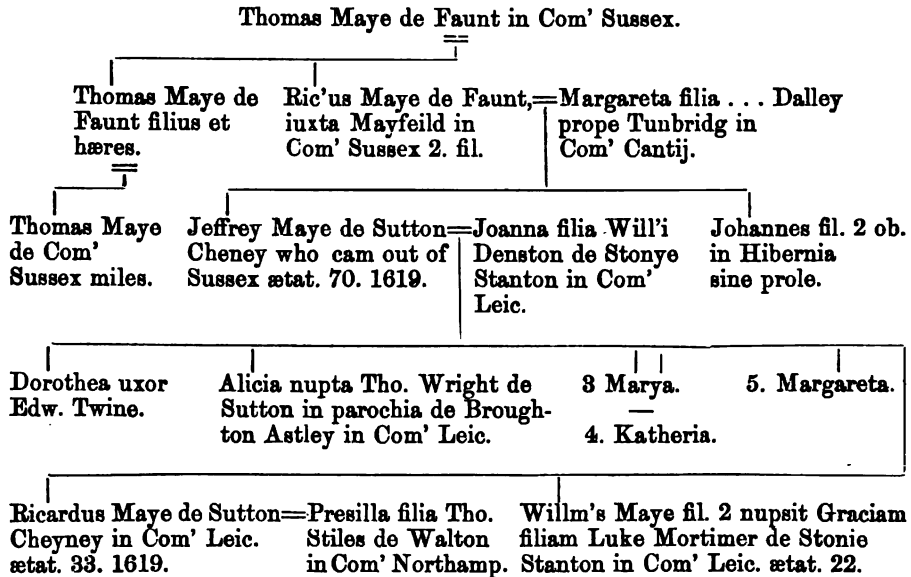 Thomas Maye de Faunt in Com' Sussex.
Thomas Maye de
Faunt filius et
hæres.
Ric'us Maye de Faunt,
iuxta Mayfeild in
Com' Sussex 2. fil.
Margareta filia . . . Dalley
prope Tunbridg in
Com' Cantij.
Thomas Maye
de Com'
Sussex miles.
Jeffrey Maye de Sutton
Cheney who cam out of
Sussex ætat. 70. 1619.
Joanna filia Will'i
Denston de Stonye
Stanton in Com'
Leic.
Johannes fil. 2 ob.
in Hibernia
sine prole.
Dorothea uxor
Edw. Twine.
Alicia nupta Tho. Wright de
Sutton in parochia de Brough-
ton Astley in Com' Leic.
3 Marya.
4. Katheria.
5. Margareta.
Ricardus Maye de Sutton
Cheyney in Com' Leic.
ætat. 33. 1619.
Presilla filia Tho.
Stiles de Walton
in Com' Northamp.
Willm's Maye fil. 2 nupsit Graciam
filiam Luke Mortimer de Stonie
Stanton in Com' Leic. ætat. 22.